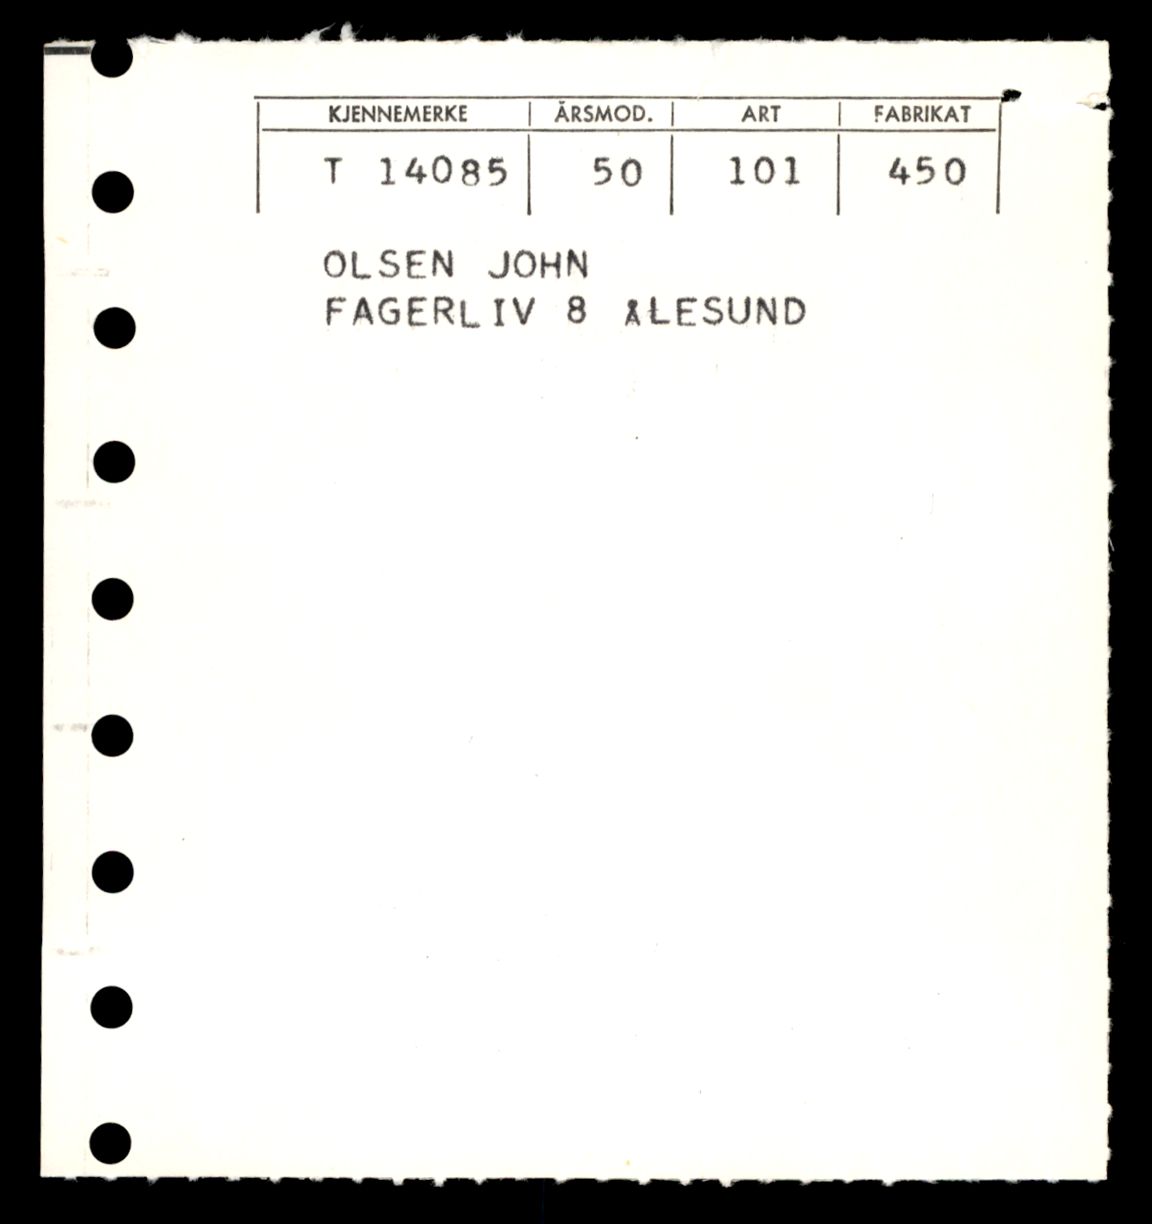 KJENNEMERKE ÅRSMOD. ART FABRIKAT
T 14085 50 101 450
OLSEN JOHN
FAGERLIV 8 ÅLESUND